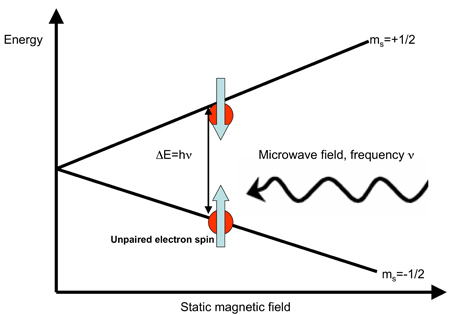 Energy
mₛ=+1/2
ΔE=hν
Microwave field, frequency ν
Unpaired electron spin
mₛ=-1/2
Static magnetic field